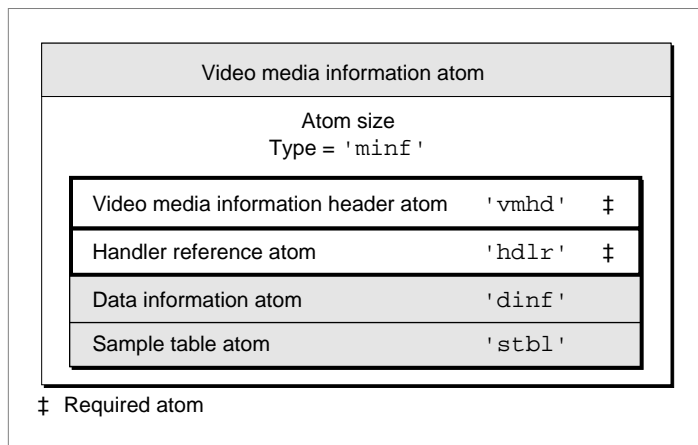 Video media information atom
Atom size
Type = 'minf'
Video media information header atom 'vmhd' ‡
Handler reference atom 'hdlr' ‡
Data information atom 'dinf'
Sample table atom 'stbl'
‡ Required atom